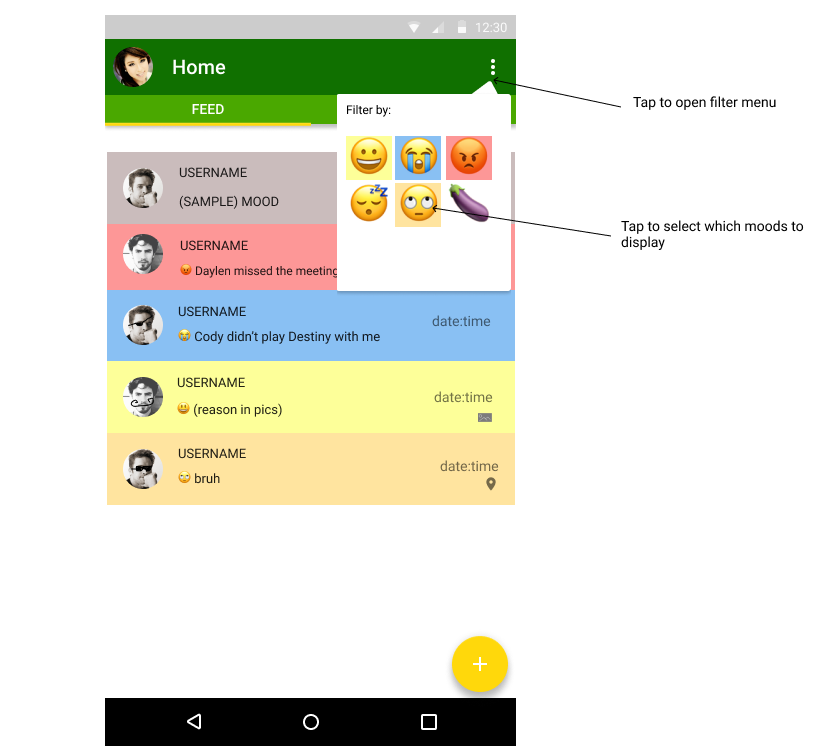 12:30
Home
Tap to open filter menu
FEED
Filter by:
USERNAME
(SAMPLE) MOOD
Tap to select which moods to
display
USERNAME
😡 Daylen missed the meeting
USERNAME
date:time
😭 Cody didn't play Destiny with me
USERNAME
date:time
😃 (reason in pics)
USERNAME
date:time
🙄 bruh